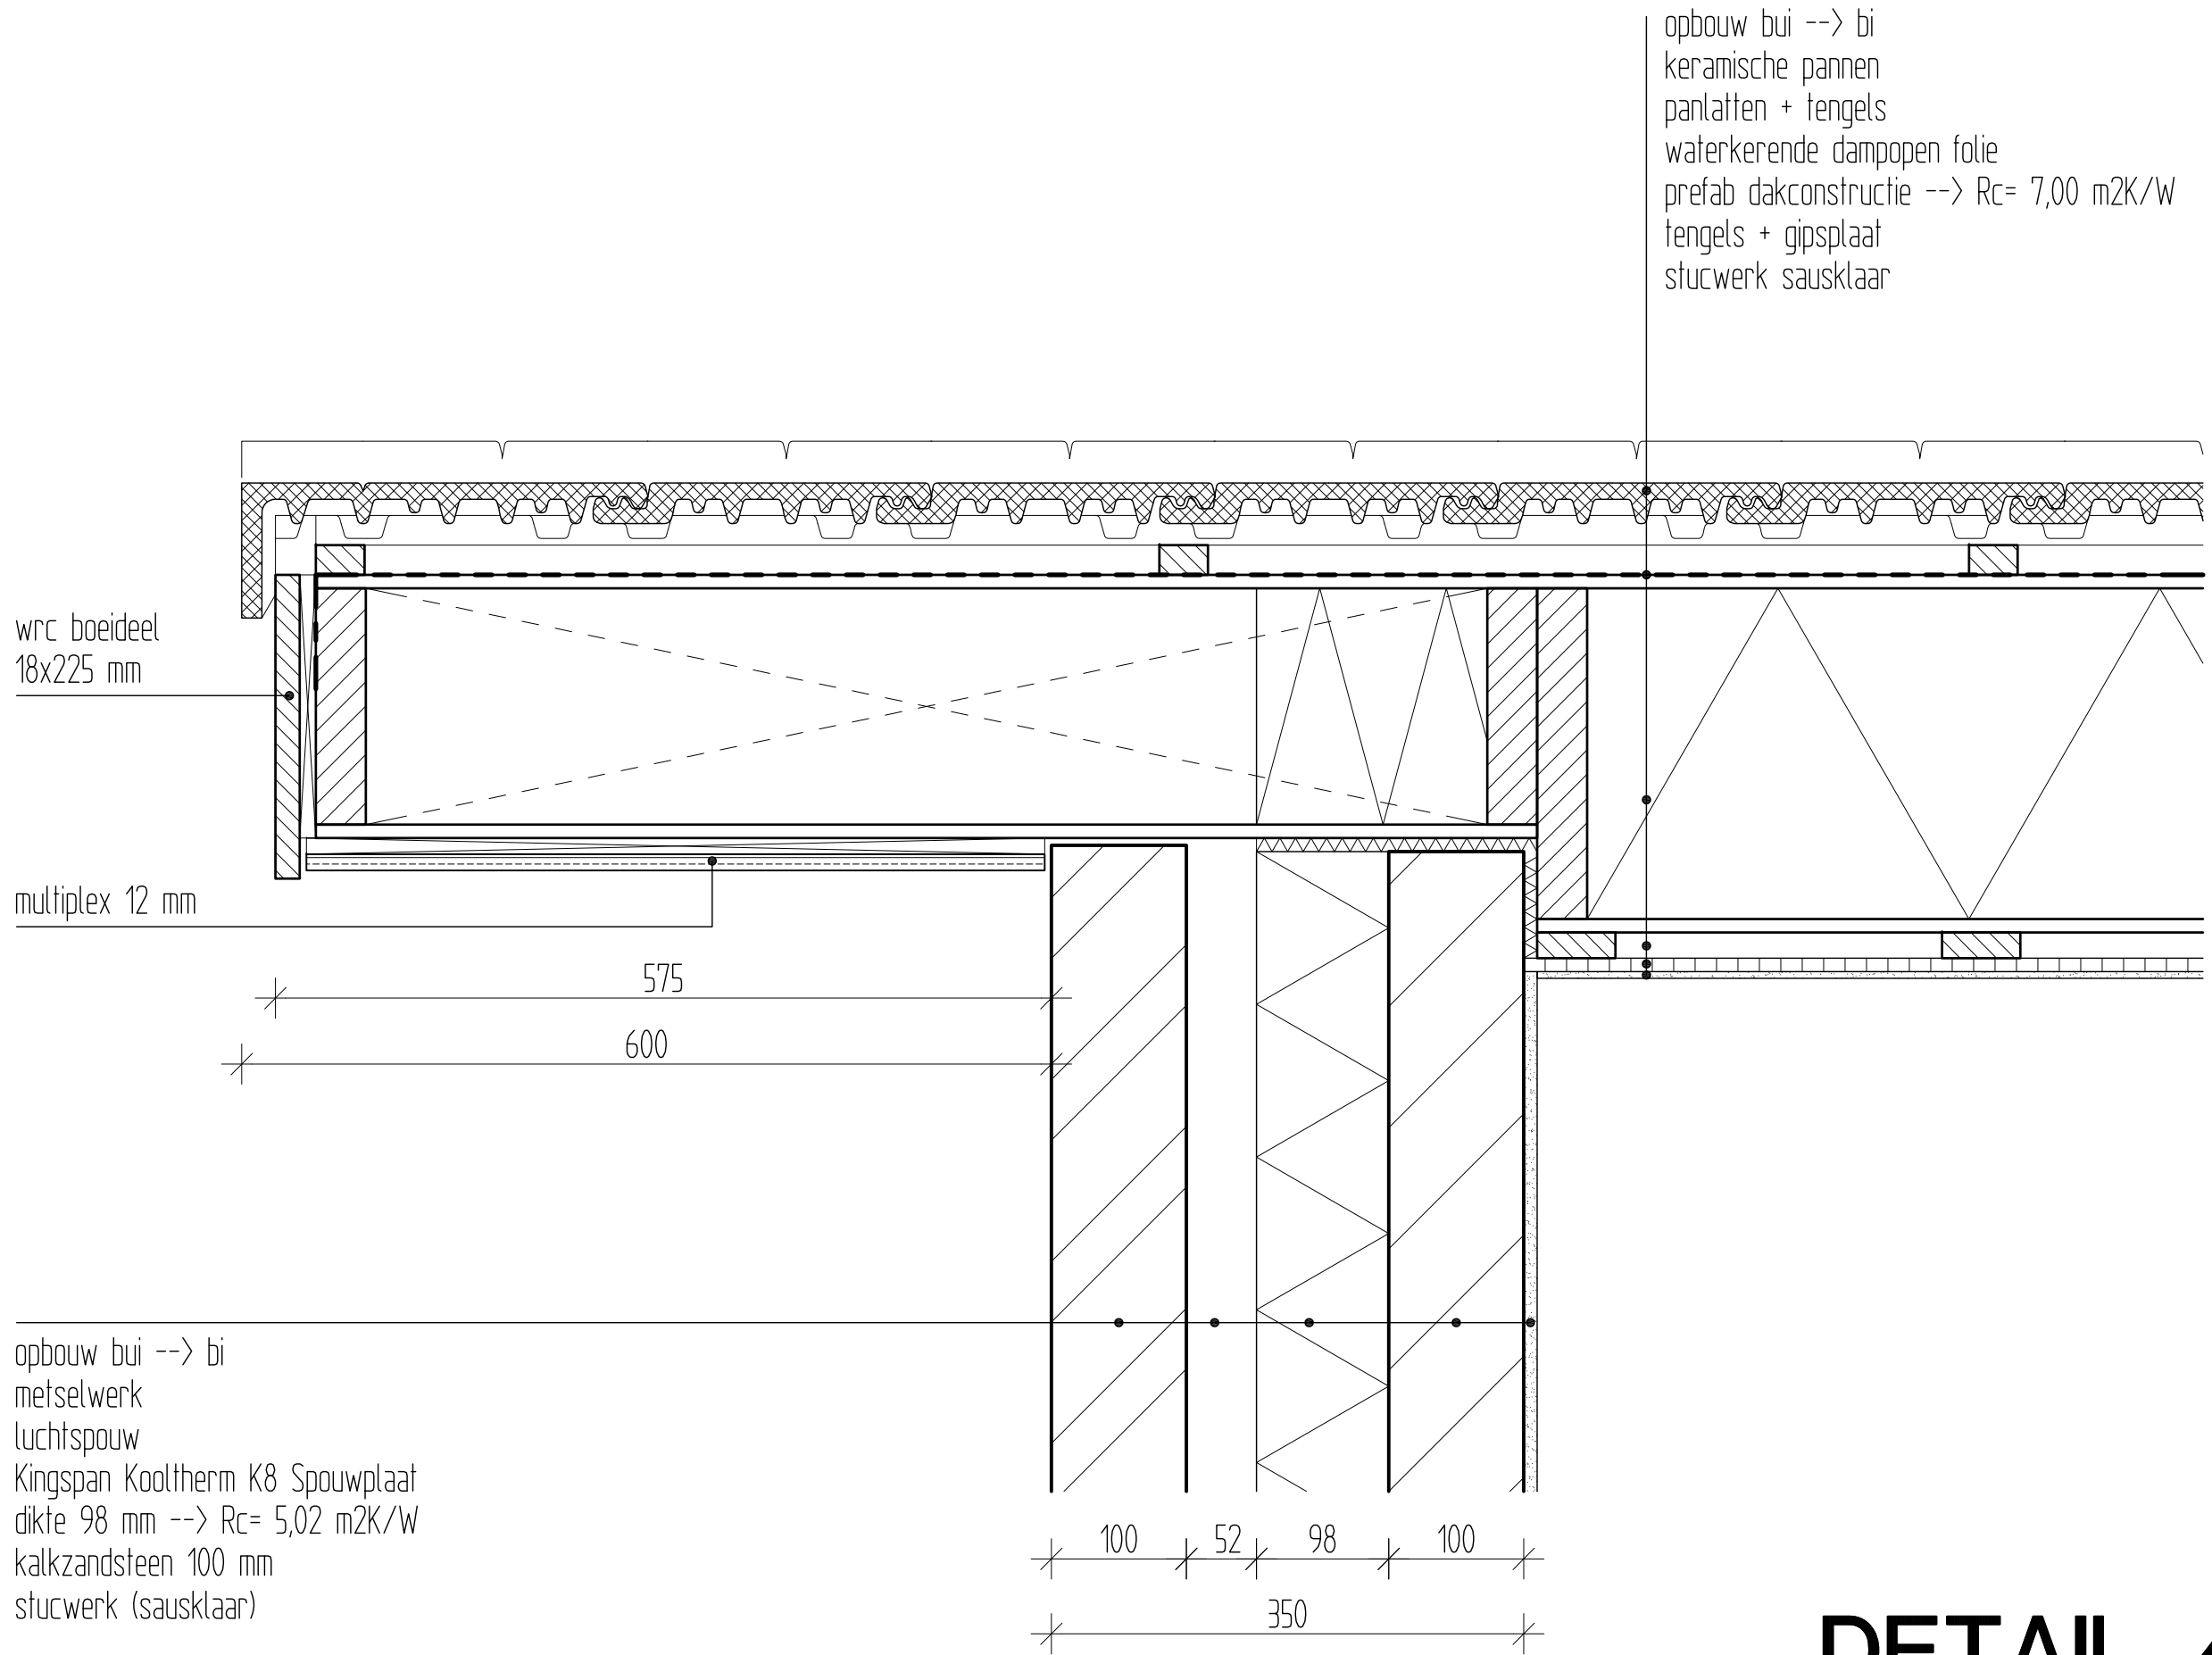 opbouw bui --> bi
keramische pannen
panlatten + tengels
waterkerende dampopen folie
prefab dakconstructie --> Rc= 7,00 m2K/W
tengels + gipsplaat
stucwerk sausklaar
wrc boeideel
18x225 mm
multiplex 12 mm
575
600
opbouw bui --> bi
metselwerk
luchtspouw
Kingspan Kooltherm K8 Spouwplaat
dikte 98 mm --> Rc= 5,02 m2K/W
kalkzandsteen 100 mm
stucwerk (sausklaar)
100 52 98 100
350
DETAIL